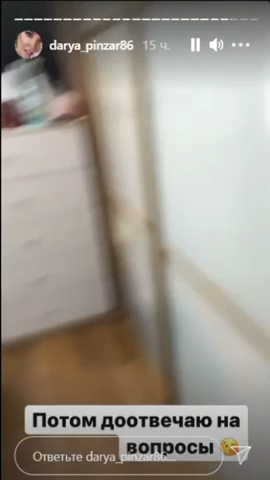 darya_pinzar86 15 ч.
Потом доотвечаю на
вопросы 😘
Ответьте darya_pinzar86...